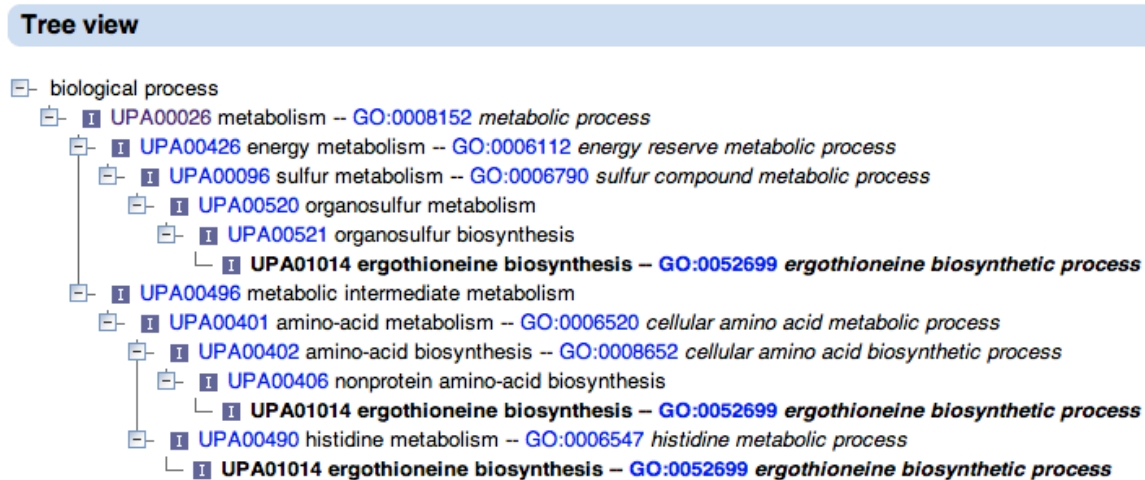 Tree view
biological process
I UPA00026 metabolism -- GO:0008152 metabolic process
I UPA00426 energy metabolism -- GO:0006112 energy reserve metabolic process
I UPA00096 sulfur metabolism -- GO:0006790 sulfur compound metabolic process
I UPA00520 organosulfur metabolism
I UPA00521 organosulfur biosynthesis
I UPA01014 ergothioneine biosynthesis -- GO:0052699 ergothioneine biosynthetic process
I UPA00496 metabolic intermediate metabolism
I UPA00401 amino-acid metabolism -- GO:0006520 cellular amino acid metabolic process
I UPA00402 amino-acid biosynthesis -- GO:0008652 cellular amino acid biosynthetic process
I UPA00406 nonprotein amino-acid biosynthesis
I UPA01014 ergothioneine biosynthesis -- GO:0052699 ergothioneine biosynthetic process
I UPA00490 histidine metabolism -- GO:0006547 histidine metabolic process
I UPA01014 ergothioneine biosynthesis -- GO:0052699 ergothioneine biosynthetic process